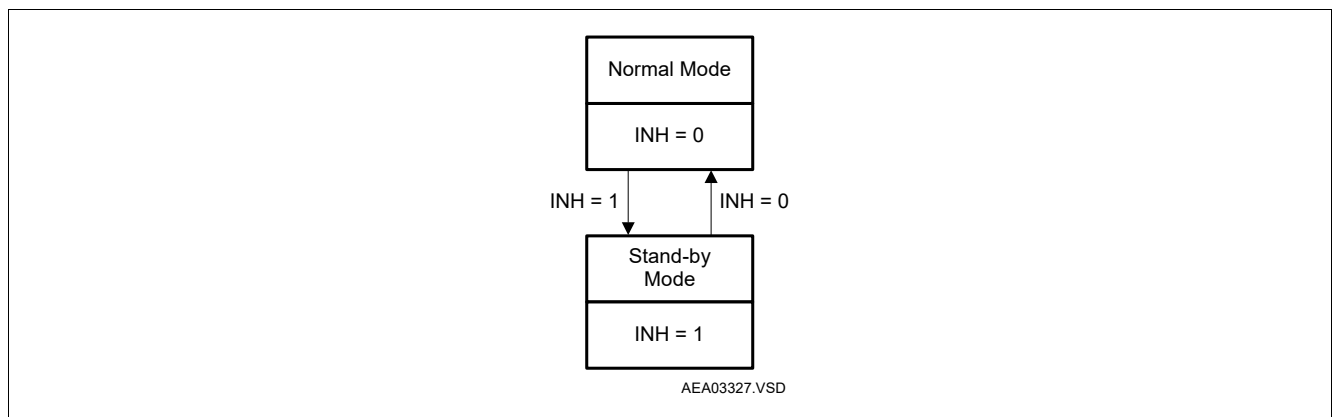 Normal Mode
INH = 0
INH = 1
INH = 0
Stand-by
Mode
INH = 1
AEA03327.VSD